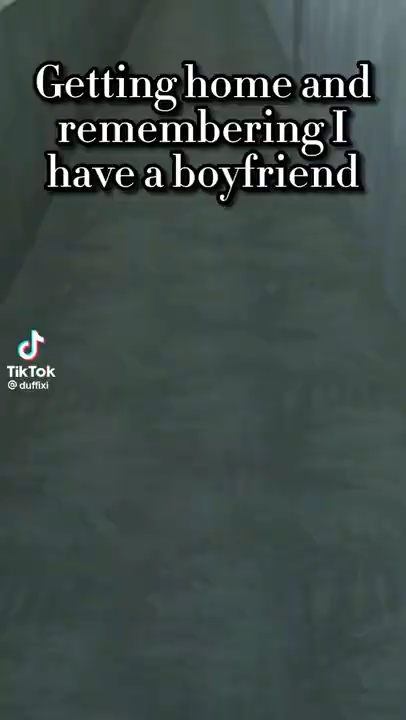 Getting home and
remembering I
have a boyfriend
TikTok
@duffixi